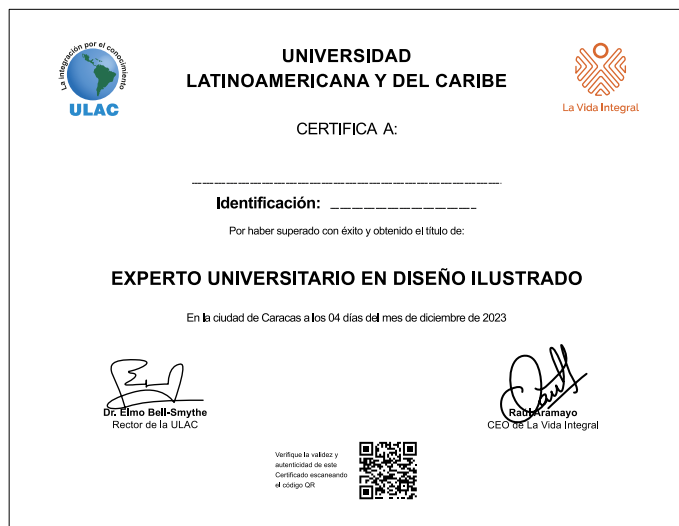 La integración por el conocimiento
ULAC
UNIVERSIDAD
LATINOAMERICANA Y DEL CARIBE
La Vida Integral
CERTIFICA A:
Identificación:
Por haber superado con éxito y obtenido el título de:
EXPERTO UNIVERSITARIO EN DISEÑO ILUSTRADO
En la ciudad de Caracas a los 04 días del mes de diciembre de 2023
Dr. Elmo Bell-Smythe
Rector de la ULAC
Raúl Aramayo
CEO de La Vida Integral
Verifique la validez y
autenticidad de este
Certificado escaneando
el código QR